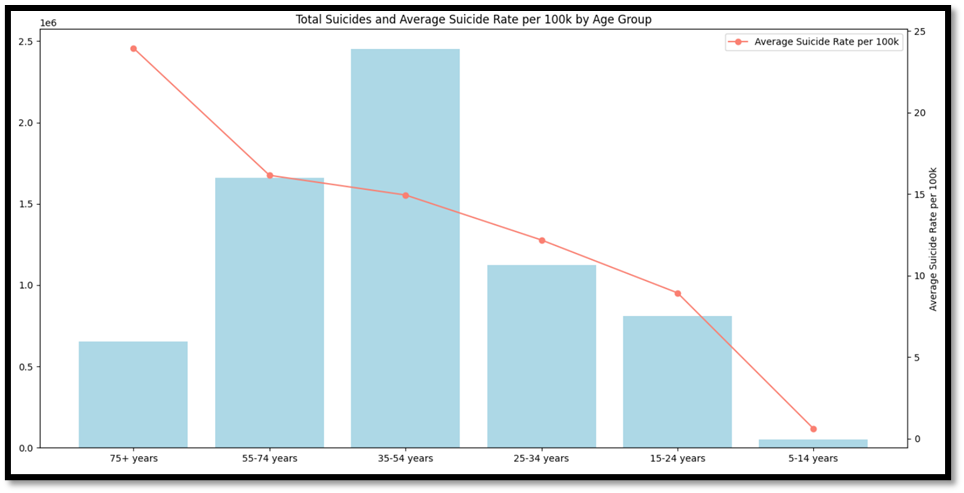 Total Suicides and Average Suicide Rate per 100k by Age Group
1e6
2.5
2.0
1.5
1.0
0.5
0.0
Average Suicide Rate per 100k
25
20
15
10
5
0
Average Suicide Rate per 100k
75+ years
55-74 years
35-54 years
25-34 years
15-24 years
5-14 years